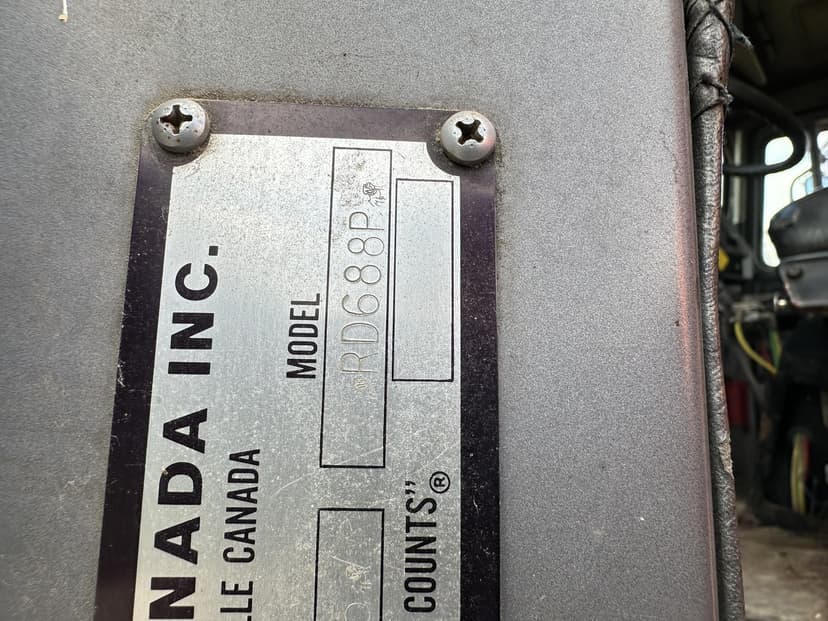 NADA INC.
LLE CANADA
MODEL
RD688P
COUNTS"®